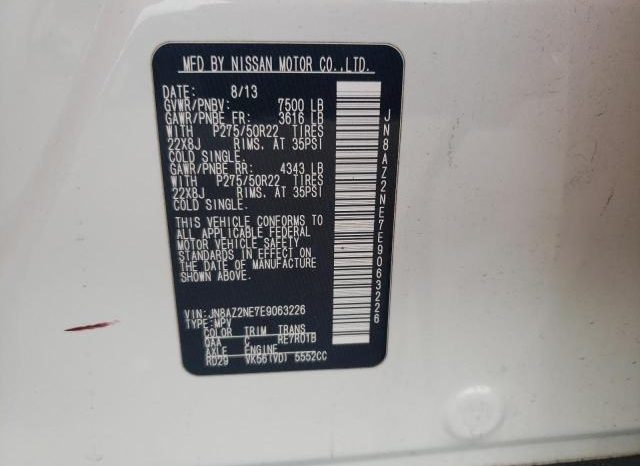 MFD BY NISSAN MOTOR CO.,LTD.
DATE: 8/13
GVWR/PNBV: 7500 LB
GAWR/PNBE FR: 3616 LB
WITH P275/50R22 TIRES
22X8J RIMS. AT 35PSI
COLD SINGLE.
GAWR/PNBE RR: 4343 LB
WITH P275/50R22 TIRES
22X8J RIMS. AT 35PSI
COLD SINGLE.
THIS VEHICLE CONFORMS TO
ALL APPLICABLE FEDERAL
MOTOR VEHICLE SAFETY
STANDARDS IN EFFECT ON
THE DATE OF MANUFACTURE
SHOWN ABOVE.
VIN: JN8AZ2NE7E9063226
TYPE: MPV
COLOR TRIM TRANS
QAA C RE7R01B
AXLE ENGINE
RD29 VK56(VD) 5552CC
JN8AZ2NE7E9063226